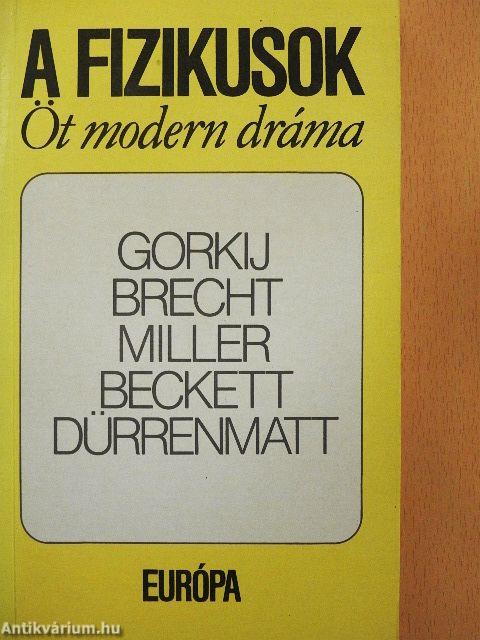 A FIZIKUSOK
Öt modern dráma
GORKIJ
BRECHT
MILLER
BECKETT
DÜRRENMATT
EURÓPA
Antikvárium.hu